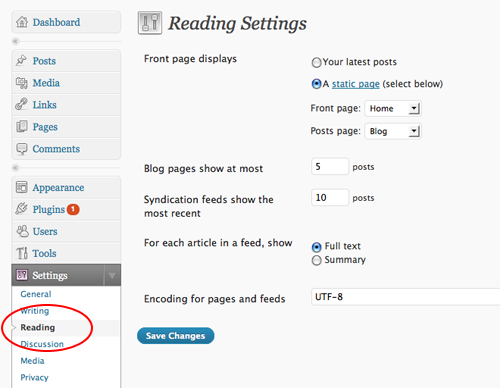 Dashboard
Posts
Media
Links
Pages
Comments
Appearance
Plugins 1
Users
Tools
Settings
General
Writing
Reading
Discussion
Media
Privacy
Reading Settings
Front page displays
Your latest posts
A static page (select below)
Front page: Home
Posts page: Blog
Blog pages show at most 5 posts
Syndication feeds show the
most recent
10 posts
For each article in a feed, show
Full text
Summary
Encoding for pages and feeds UTF-8
Save Changes